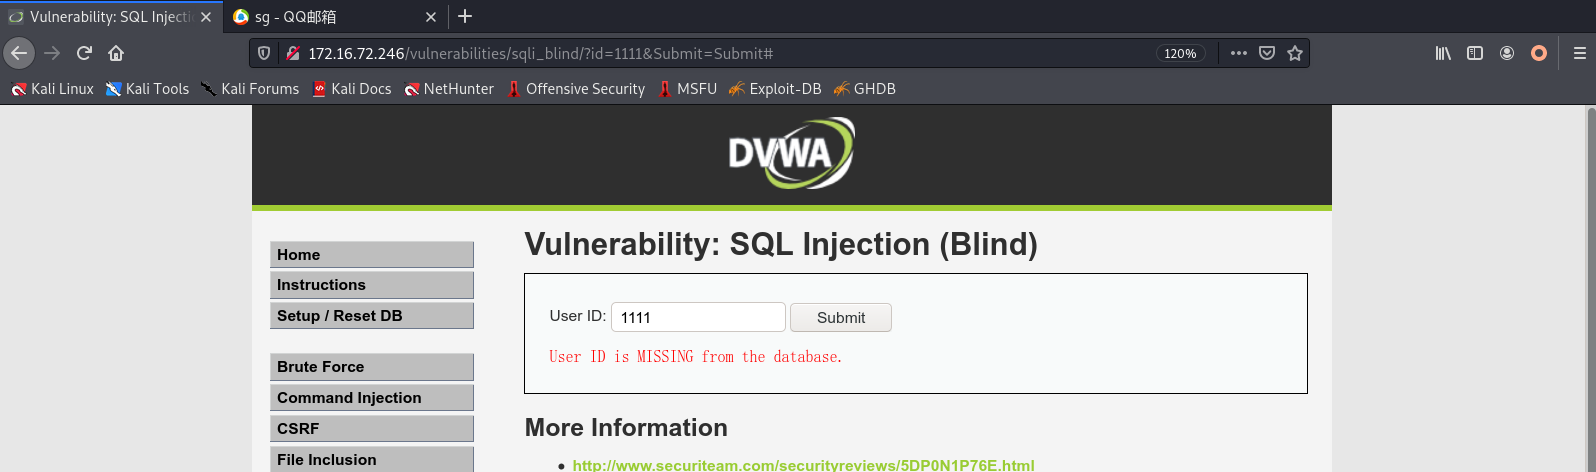 Vulnerability: SQL Injecti
sg - QQ邮箱
172.16.72.246/vulnerabilities/sqli_blind/?id=1111&Submit=Submit#
120%
Kali Linux Kali Tools Kali Forums Kali Docs NetHunter Offensive Security MSFU Exploit-DB GHDB
DVWA
Vulnerability: SQL Injection (Blind)
Home
Instructions
Setup / Reset DB
Brute Force
Command Injection
CSRF
File Inclusion
User ID: 1111 Submit
User ID is MISSING from the database.
More Information
http://www.securiteam.com/securityreviews/5DP0N1P76E.html